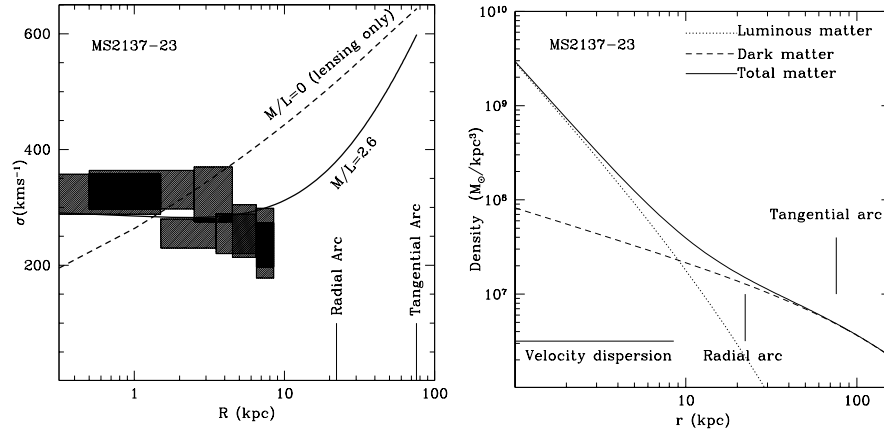 MS2137-23
M/L=0 (lensing only)
M/L=2.6
Radial Arc
Tangential Arc
σ(kms⁻¹)
600
400
200
1
10
100
R (kpc)
MS2137-23
Luminous matter
Dark matter
Total matter
Tangential arc
Radial arc
Velocity dispersion
Density (M☉/kpc³)
10¹⁰
10⁹
10⁸
10⁷
10
100
r (kpc)